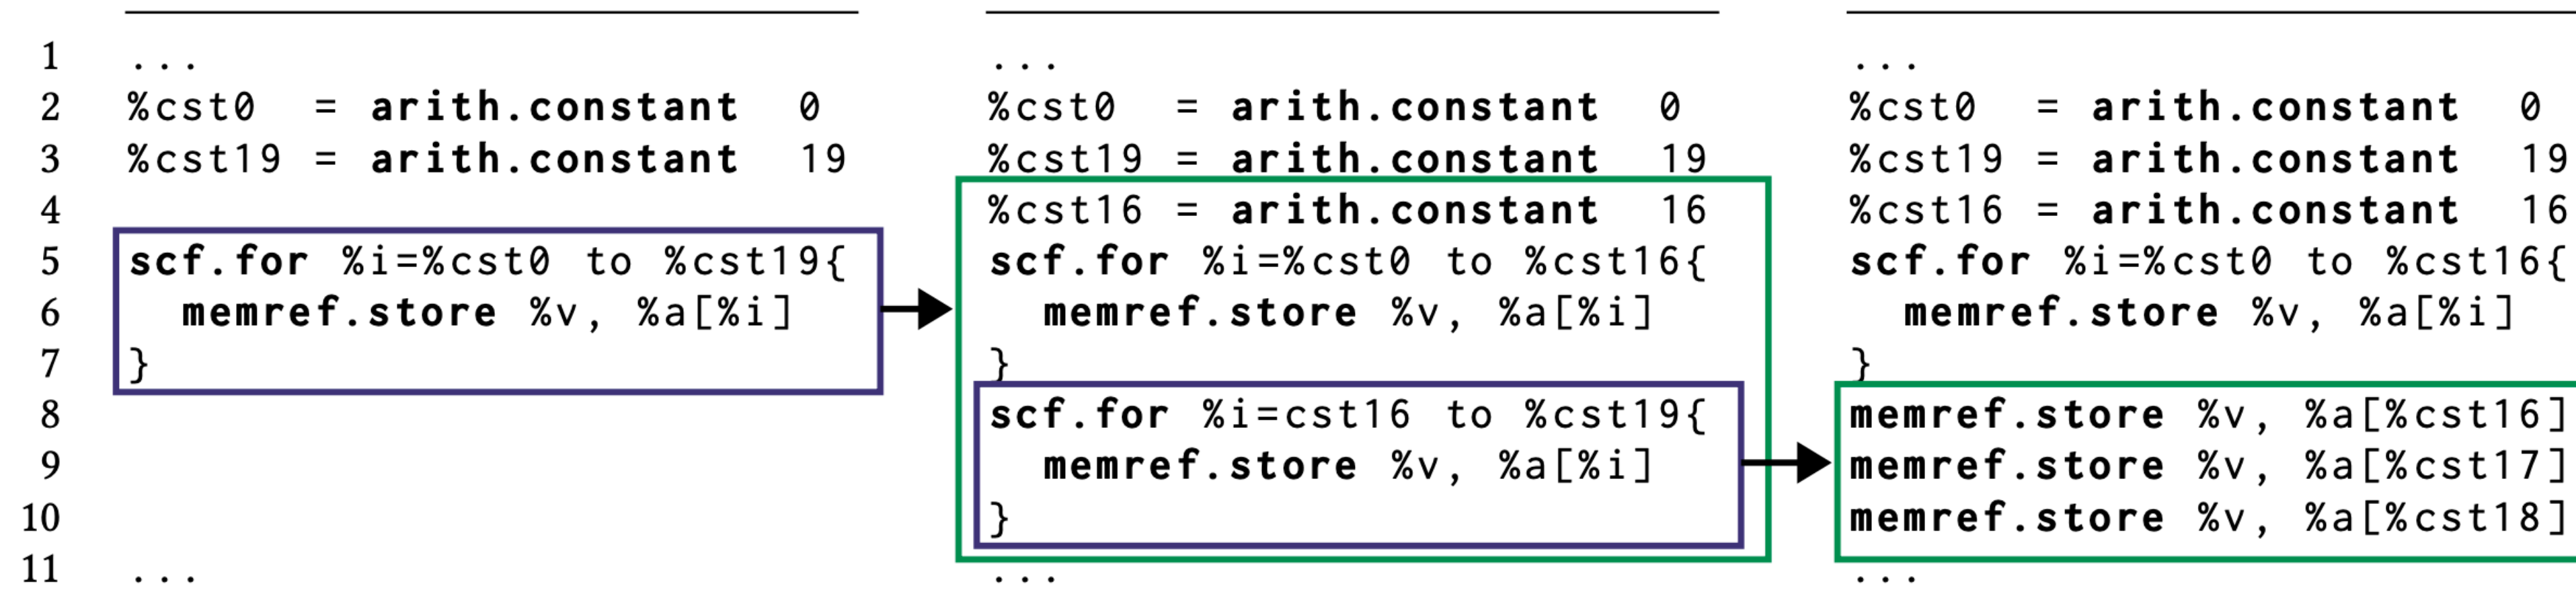 1 ... ... ...
2 %cst0 = arith.constant 0 %cst0 = arith.constant 0 %cst0 = arith.constant 0
3 %cst19 = arith.constant 19 %cst19 = arith.constant 19 %cst19 = arith.constant 19
4 %cst16 = arith.constant 16 %cst16 = arith.constant 16
5 scf.for %i=%cst0 to %cst19{ scf.for %i=%cst0 to %cst16{ scf.for %i=%cst0 to %cst16{
6 memref.store %v, %a[%i] memref.store %v, %a[%i] memref.store %v, %a[%i]
7 } } }
8 scf.for %i=cst16 to %cst19{ memref.store %v, %a[%cst16]
9 memref.store %v, %a[%i] memref.store %v, %a[%cst17]
10 } memref.store %v, %a[%cst18]
11 ... ... ...